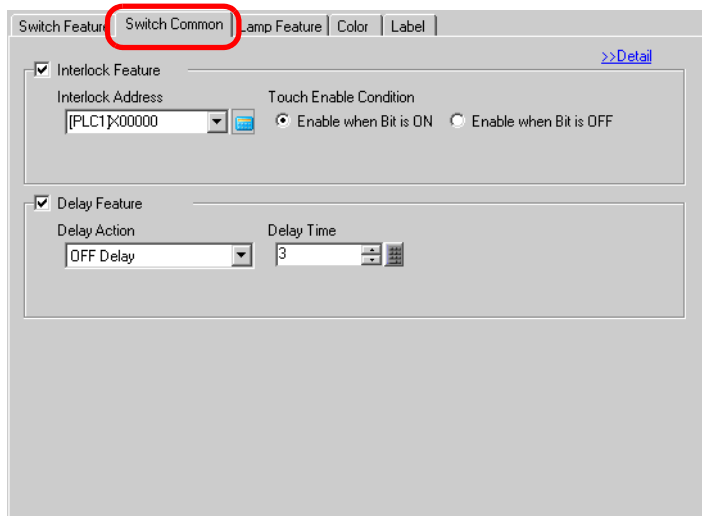 Switch Feature Switch Common Lamp Feature Color Label
>>Detail
Interlock Feature
Interlock Address Touch Enable Condition
[PLC1]X00000 Enable when Bit is ON Enable when Bit is OFF
Delay Feature
Delay Action Delay Time
OFF Delay 3